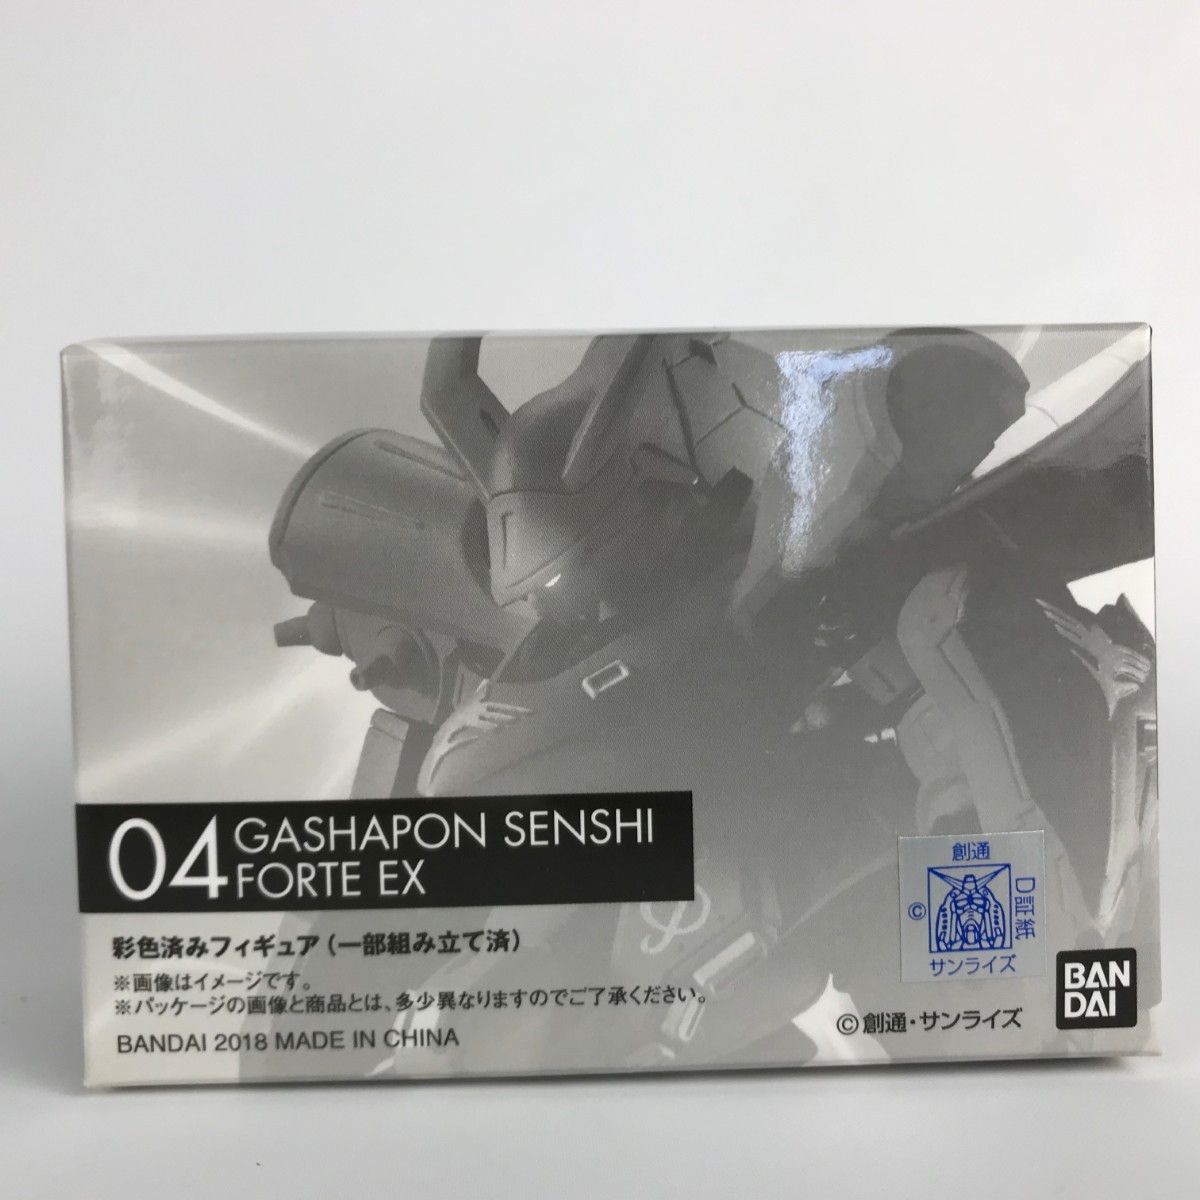 04 GASHAPON SENSHI
FORTE EX
彩色済みフィギュア(一部組み立て済)
※画像はイメージです。
※パッケージの画像と商品とは、多少異なりますのでご了承ください。
BANDAI 2018 MADE IN CHINA
創通
©
D証紙
サンライズ
©創通・サンライズ
BAN
DAI